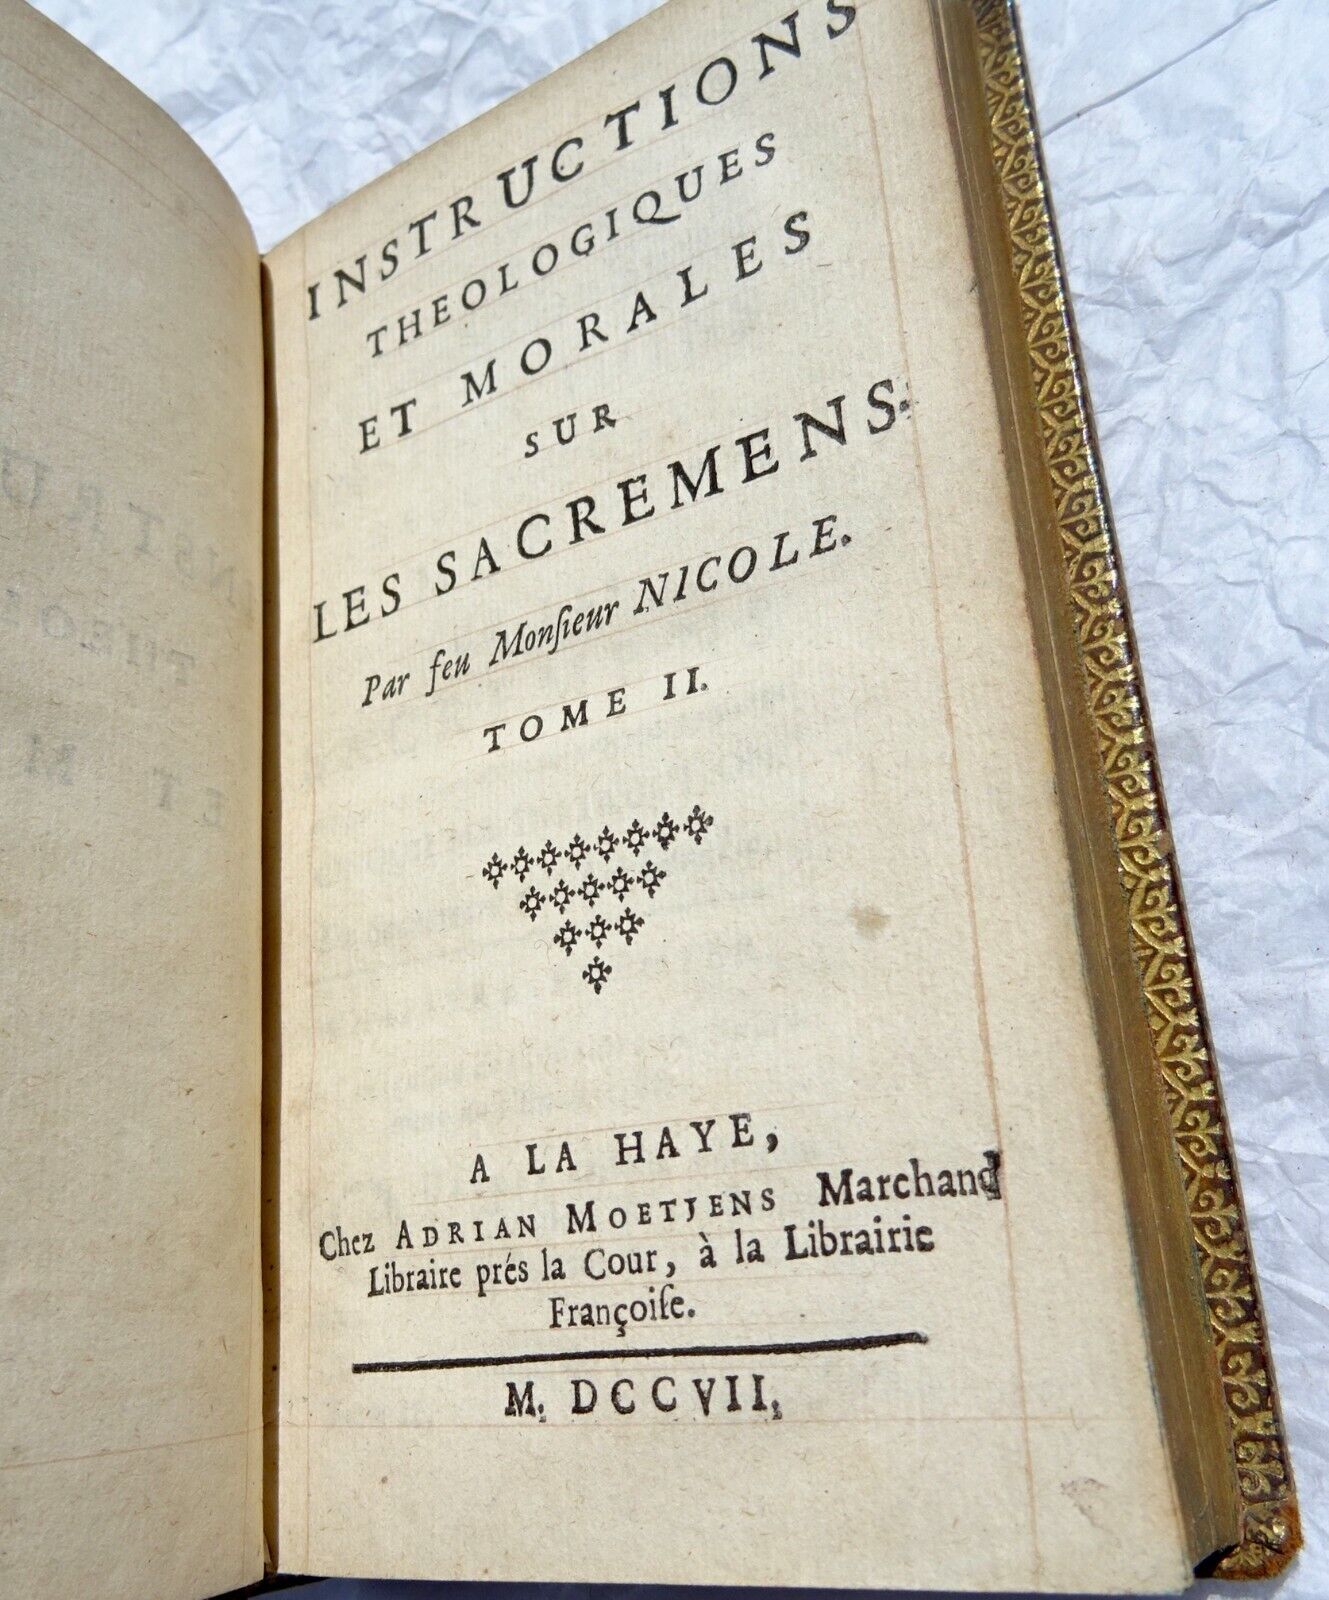 INSTRUCTIONS
THEOLOGIQUES
ET MORALES
SUR
LES SACREMENS.
Par feu Monſieur NICOLE.
TOME II.
A LA HAYE,
Chez ADRIAN MOETJENS Marchand
Libraire prés la Cour, à la Librairie
Françoiſe.
M. DCCVII.